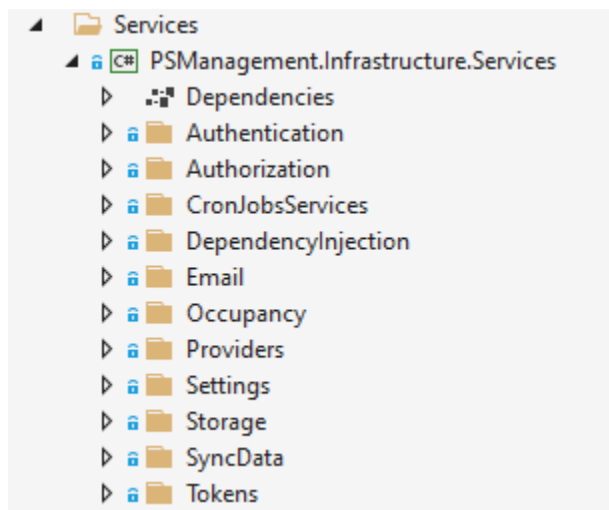 Services
C# PSManagement.Infrastructure.Services
Dependencies
Authentication
Authorization
CronJobsServices
DependencyInjection
Email
Occupancy
Providers
Settings
Storage
SyncData
Tokens